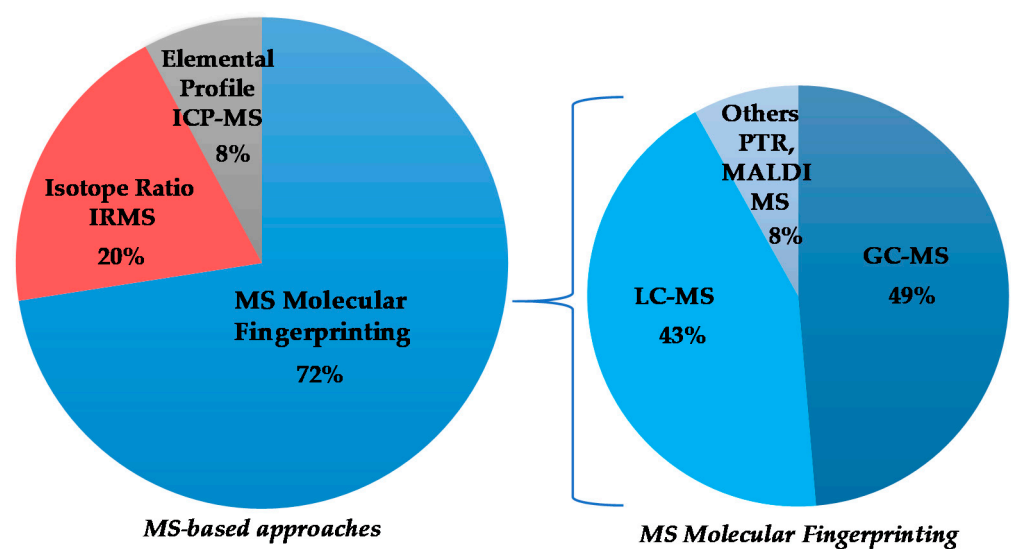 Elemental
Profile
ICP-MS
8%
Isotope Ratio
IRMS
20%
MS Molecular
Fingerprinting
72%
MS-based approaches
Others
PTR,
MALDI
MS
8%
GC-MS
49%
LC-MS
43%
MS Molecular Fingerprinting